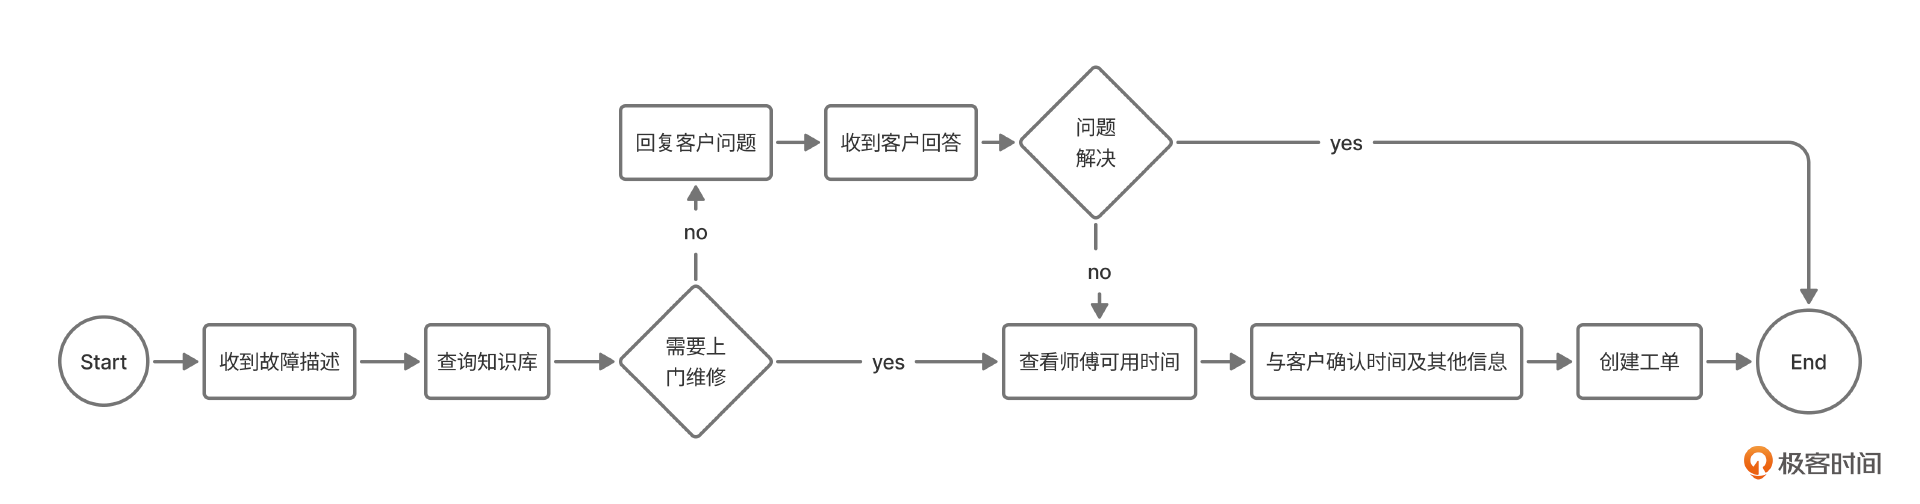 回复客户问题
收到客户回答
问题
解决
yes
no
no
Start
收到故障描述
查询知识库
需要上
门维修
yes
查看师傅可用时间
与客户确认时间及其他信息
创建工单
End
极客时间